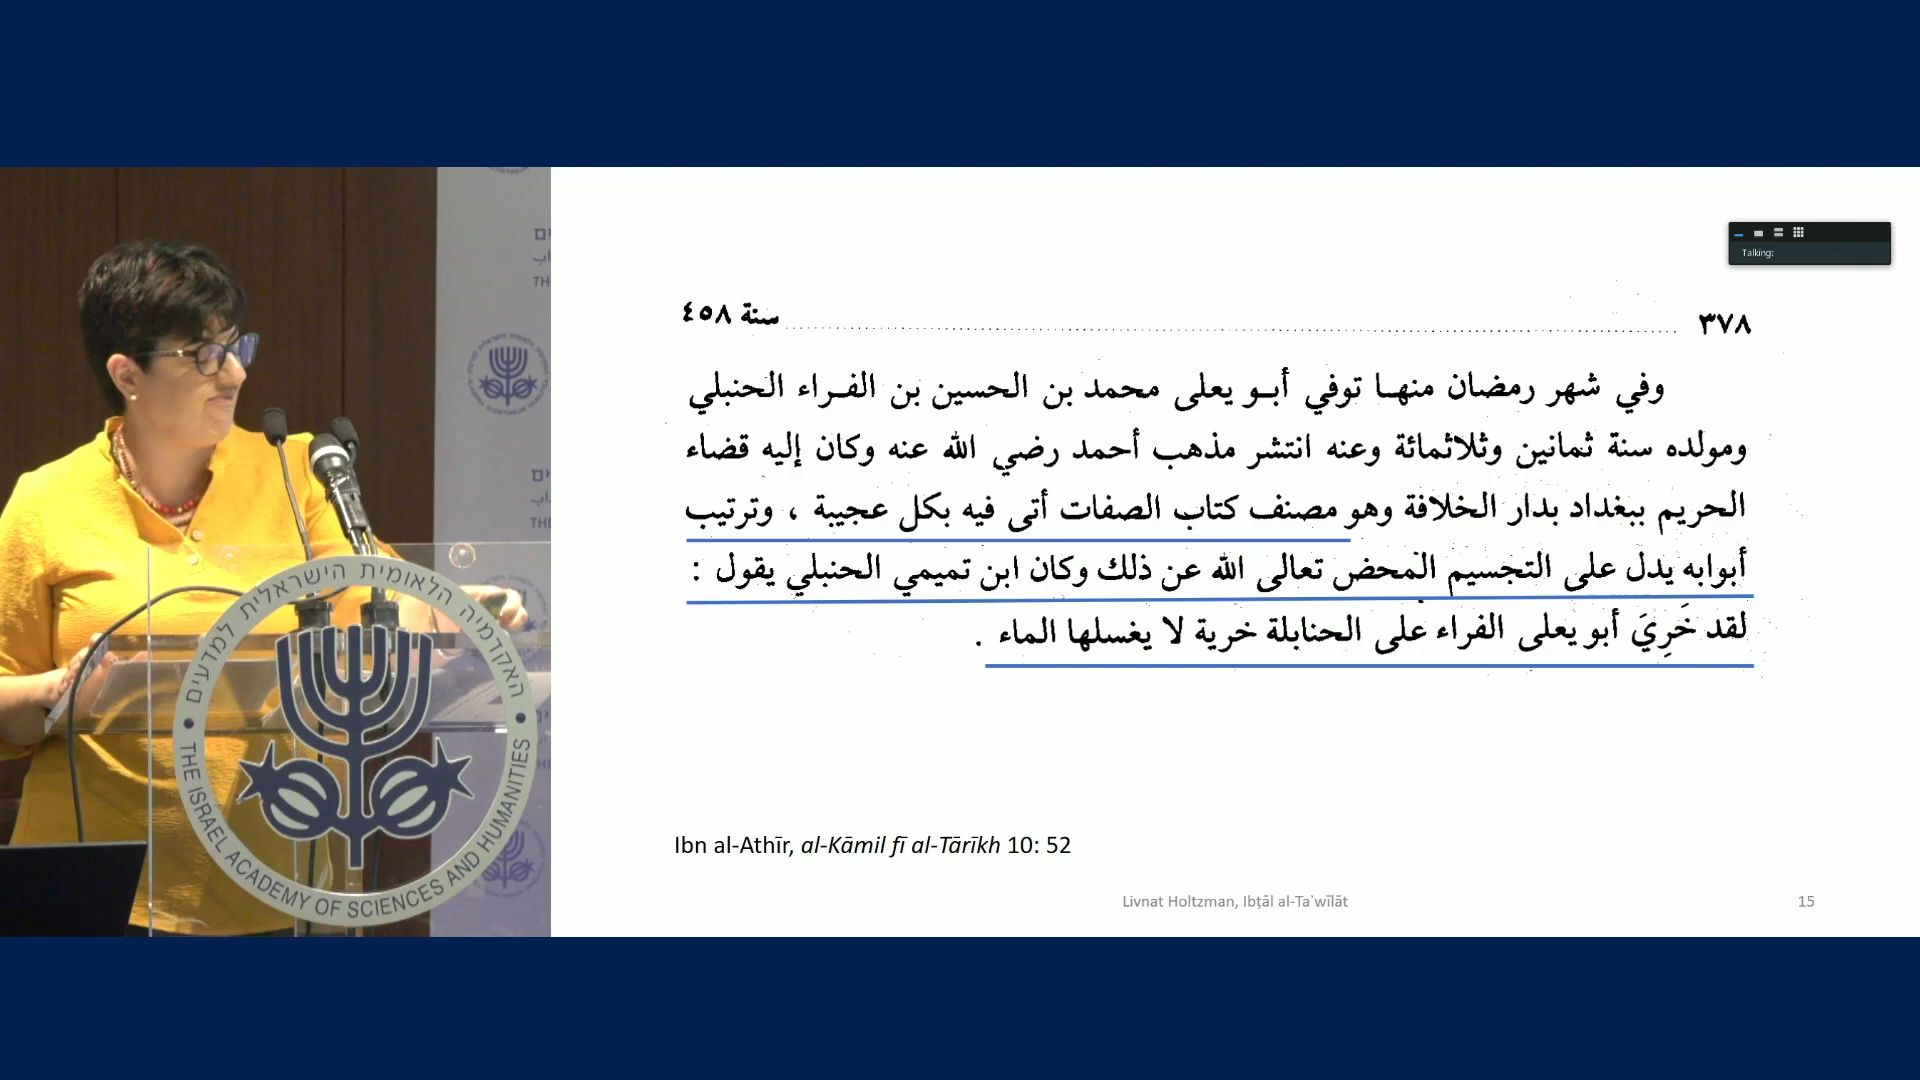 Talking:
٣٧٨ سنة ٤٥٨
وفي شهر رمضان منهـا توفي أبـو يعلى محمد بن الحسين بن الفـراء الحنبلي
ومولده سنة ثمانين وثلاثمائة وعنه انتشر مذهب أحمد رضي الله عنه وكان إليه قضاء
الحريم ببغداد بدار الخلافة وهو مصنف كتاب الصفات أتى فيه بكل عجيبة ، وترتيب
أبوابه يدل على التجسيم المحض تعالى الله عن ذلك وكان ابن تميمي الحنبلي يقول :
لقد خَرِيَ أبو يعلى الفراء على الحنابلة خرية لا يغسلها الماء .
Ibn al-Athīr, al-Kāmil fī al-Tārīkh 10: 52
Livnat Holtzman, Ibṭāl al-Taʾwīlāt
15
האקדמיה הלאומית הישראלית למדעים
THE ISRAEL ACADEMY OF SCIENCES AND HUMANITIES